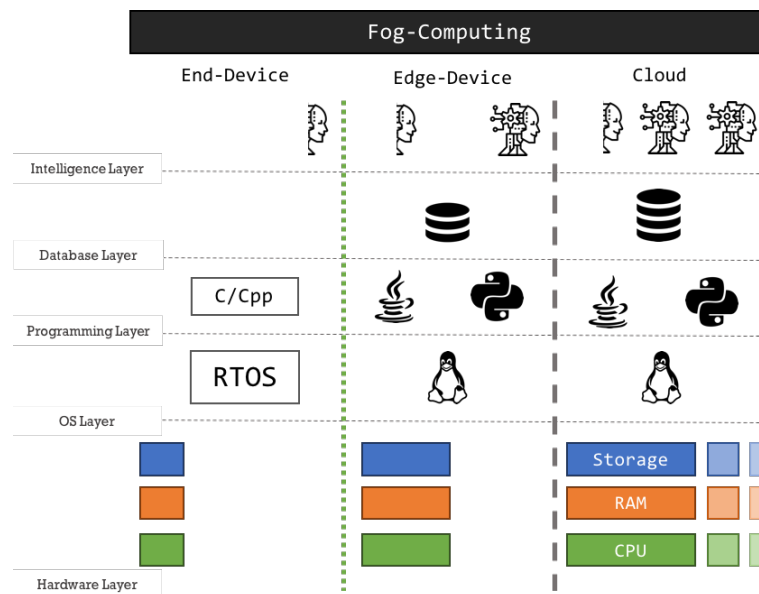 Fog-Computing
End-Device
Edge-Device
Cloud
Intelligence Layer
Database Layer
C/Cpp
Programming Layer
RTOS
OS Layer
Storage
RAM
CPU
Hardware Layer